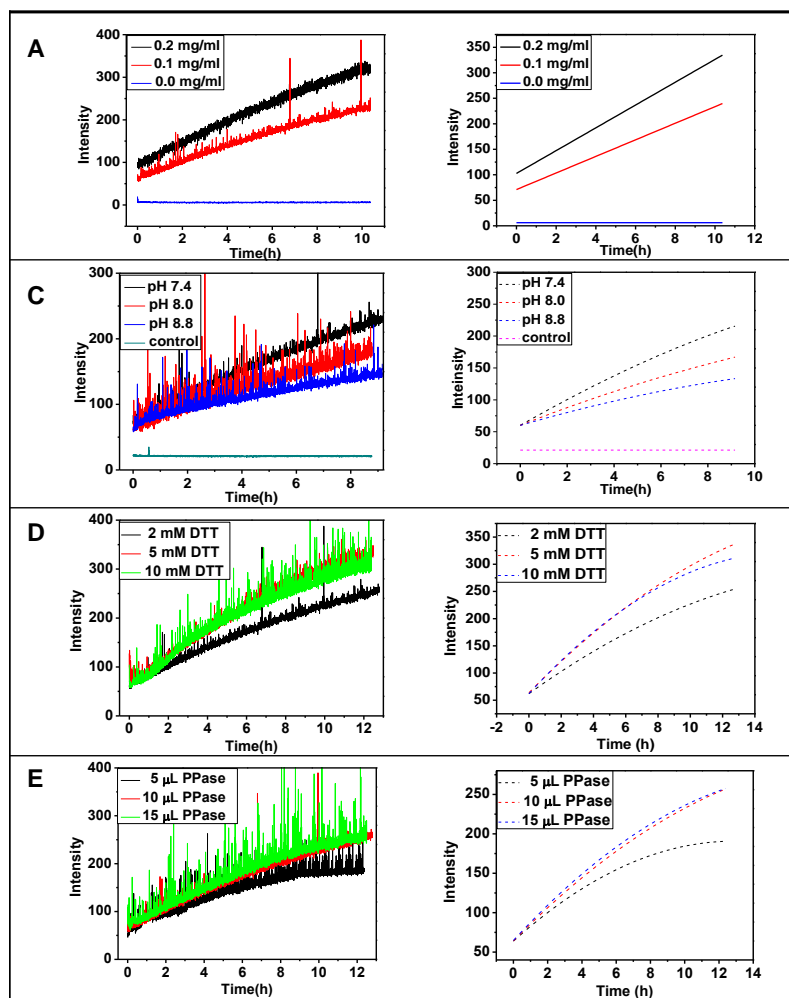 A
400
300
200
100
0
Intensity
0.2 mg/ml
0.1 mg/ml
0.0 mg/ml
0 2 4 6 8 10
Time(h)
350
300
250
200
150
100
50
0
Intensity
0.2 mg/ml
0.1 mg/ml
0.0 mg/ml
0 2 4 6 8 10 12
Time(h)
C
300
200
100
0
Intensity
pH 7.4
pH 8.0
pH 8.8
control
0 2 4 6 8
Time(h)
300
250
200
150
100
50
0
Inteinsity
pH 7.4
pH 8.0
pH 8.8
control
0 2 4 6 8 10
Time(h)
D
400
300
200
100
0
Intensity
2 mM DTT
5 mM DTT
10 mM DTT
0 2 4 6 8 10 12
Time(h)
350
300
250
200
150
100
50
Intensity
2 mM DTT
5 mM DTT
10 mM DTT
-2 0 2 4 6 8 10 12 14
Time (h)
E
400
300
200
100
0
Intensity
5 μL PPase
10 μL PPase
15 μL PPase
0 2 4 6 8 10 12
Time(h)
250
200
150
100
50
Intensity
5 μL PPase
10 μL PPase
15 μL PPase
0 2 4 6 8 10 12 14
Time (h)